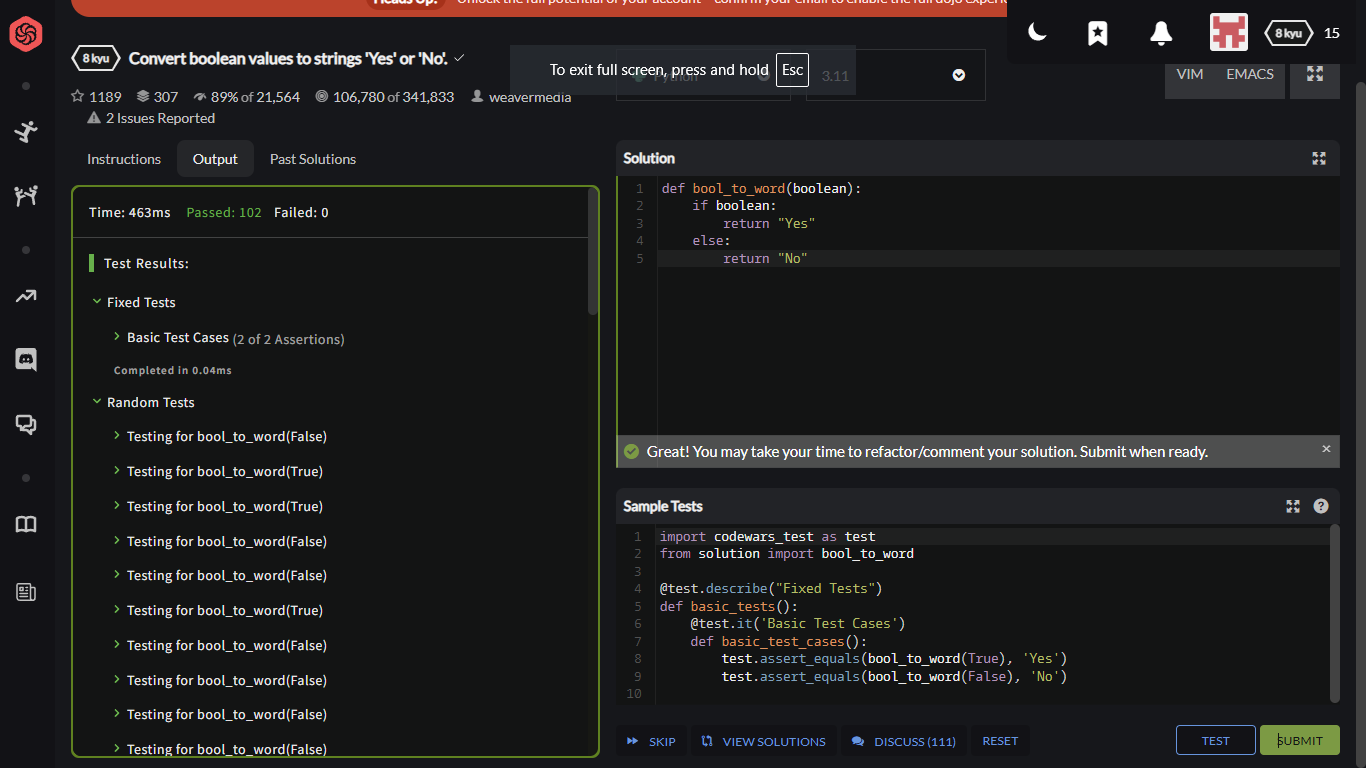 Heads Up! Unlock the full potential of your account - confirm your email to enable the full dojo experie
8 kyu Convert boolean values to strings 'Yes' or 'No'.
To exit full screen, press and hold Esc
Python
3.11
VIM EMACS
8 kyu 15
1189 307 89% of 21,564 106,780 of 341,833 weavermedia
2 Issues Reported
Instructions Output Past Solutions
Time: 463ms Passed: 102 Failed: 0
Test Results:
Fixed Tests
Basic Test Cases (2 of 2 Assertions)
Completed in 0.04ms
Random Tests
Testing for bool_to_word(False)
Testing for bool_to_word(True)
Testing for bool_to_word(True)
Testing for bool_to_word(False)
Testing for bool_to_word(False)
Testing for bool_to_word(True)
Testing for bool_to_word(False)
Testing for bool_to_word(False)
Testing for bool_to_word(False)
Testing for bool_to_word(False)
Solution
1 def bool_to_word(boolean):
2 if boolean:
3 return "Yes"
4 else:
5 return "No"
Great! You may take your time to refactor/comment your solution. Submit when ready. ×
Sample Tests ?
1 import codewars_test as test
2 from solution import bool_to_word
3
4 @test.describe("Fixed Tests")
5 def basic_tests():
6 @test.it('Basic Test Cases')
7 def basic_test_cases():
8 test.assert_equals(bool_to_word(True), 'Yes')
9 test.assert_equals(bool_to_word(False), 'No')
10
SKIP VIEW SOLUTIONS DISCUSS (111) RESET TEST SUBMIT